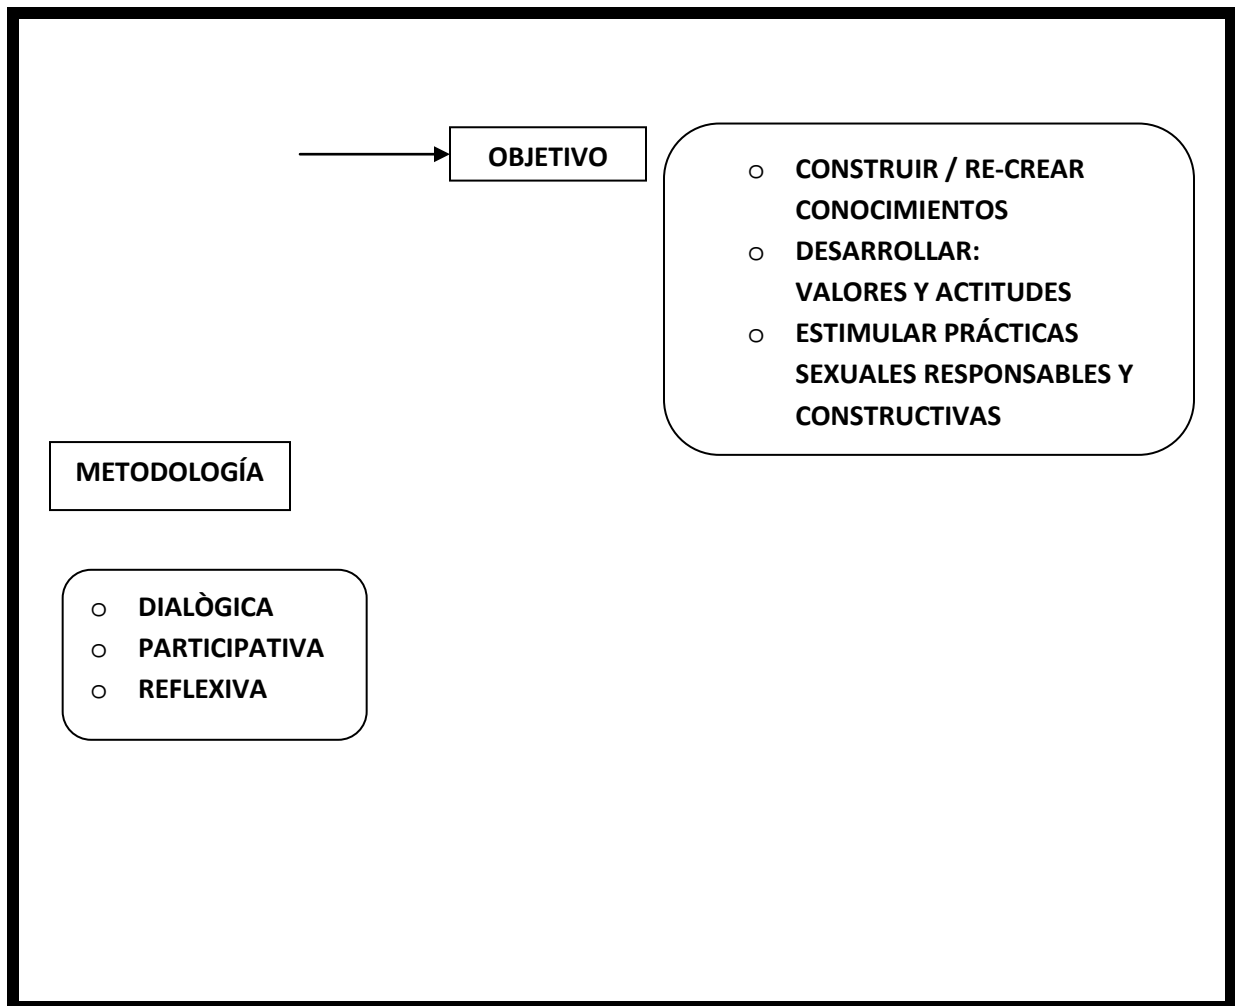 OBJETIVO
o CONSTRUIR / RE-CREAR
CONOCIMIENTOS
o DESARROLLAR:
VALORES Y ACTITUDES
o ESTIMULAR PRÁCTICAS
SEXUALES RESPONSABLES Y
CONSTRUCTIVAS
METODOLOGÍA
o DIALÒGICA
o PARTICIPATIVA
o REFLEXIVA